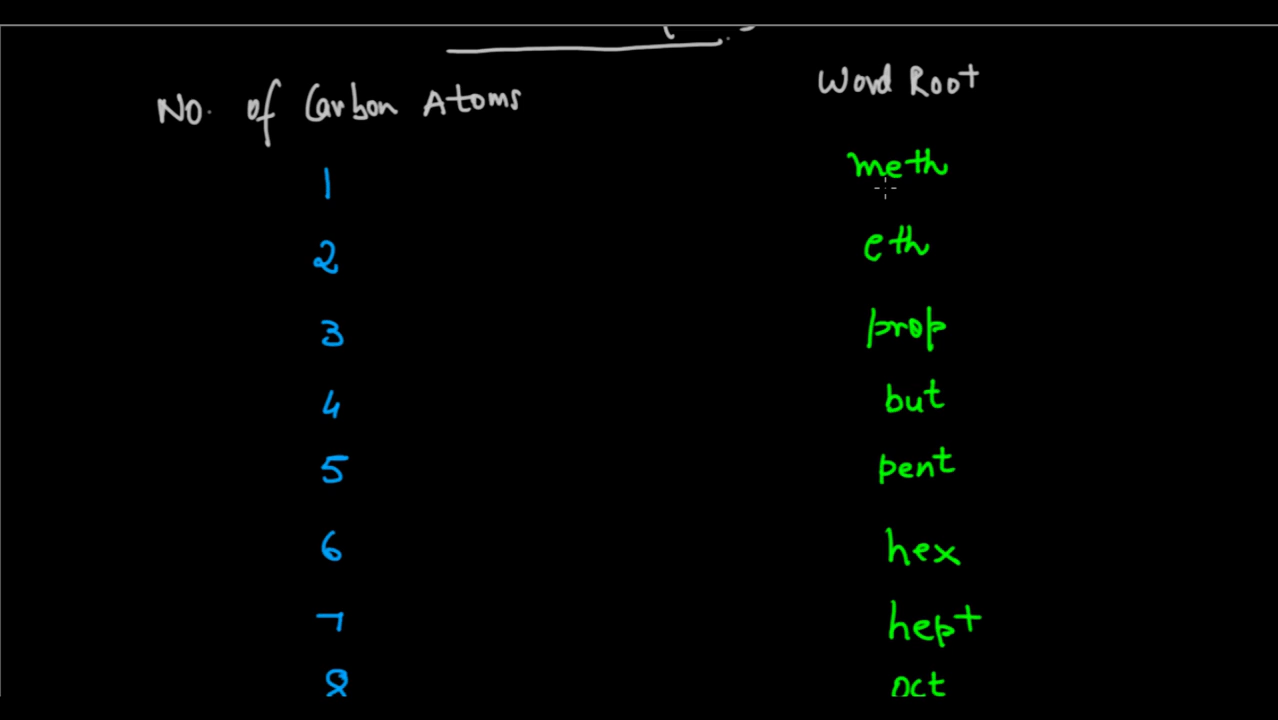 No. of Carbon Atoms Word Root
1 meth
2 eth
3 prop
4 but
5 pent
6 hex
7 hept
8 oct